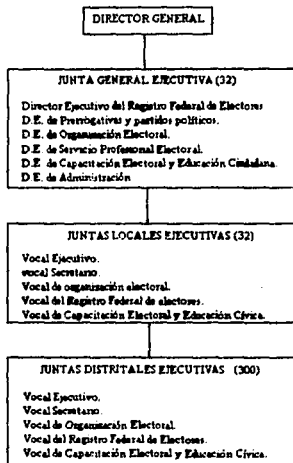 DIRECTOR GENERAL
JUNTA GENERAL EJECUTIVA (32)
Director Ejecutivo del Registro Federal de Electores
D.E. de Prerrogativas y partidos políticos.
D.E. de Organización Electoral.
D.E. de Servicio Profesional Electoral.
D.E. de Capacitación Electoral y Educación Ciudadana.
D.E. de Administración
JUNTAS LOCALES EJECUTIVAS (32)
Vocal Ejecutivo.
vocal Secretario.
Vocal de organización electoral.
Vocal del Registro Federal de electores.
Vocal de Capacitación Electoral y Educación Cívica.
JUNTAS DISTRITALES EJECUTIVAS (300)
Vocal Ejecutivo.
Vocal Secretario.
Vocal de Organización Electoral.
Vocal del Registro Federal de Electores.
Vocal de Capacitación Electoral y Educación Cívica.